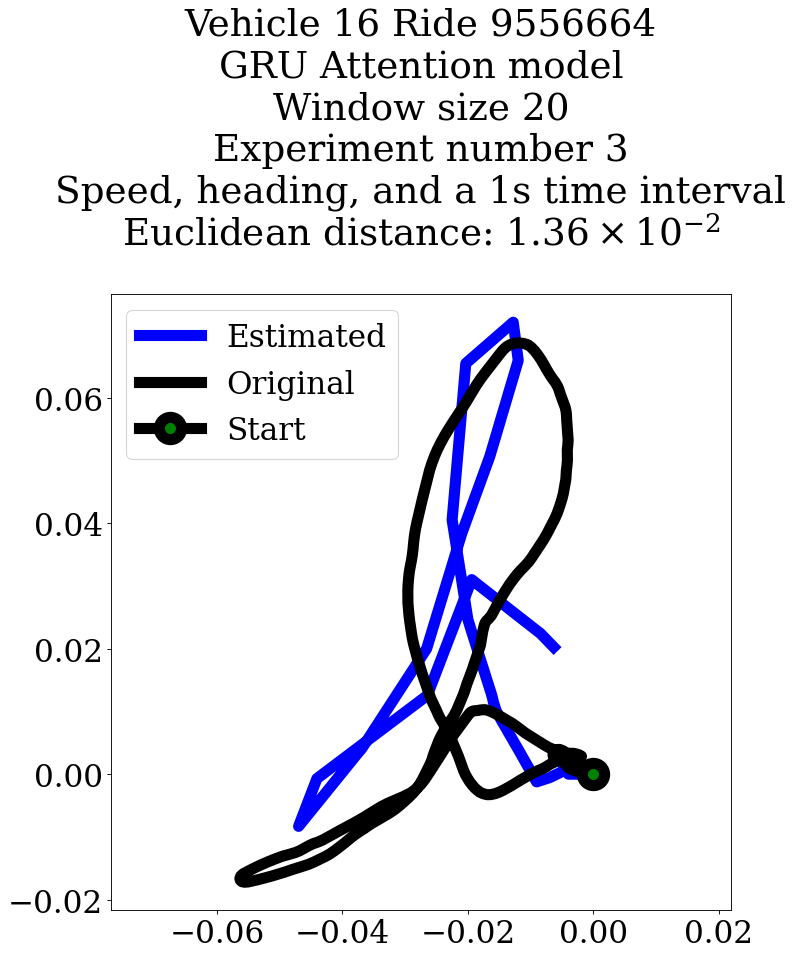 Vehicle 16 Ride 9556664
GRU Attention model
Window size 20
Experiment number 3
Speed, heading, and a 1s time interval
Euclidean distance: 1.36 × 10⁻²
Estimated
Original
Start
0.06
0.04
0.02
0.00
−0.02
−0.06 −0.04 −0.02 0.00 0.02